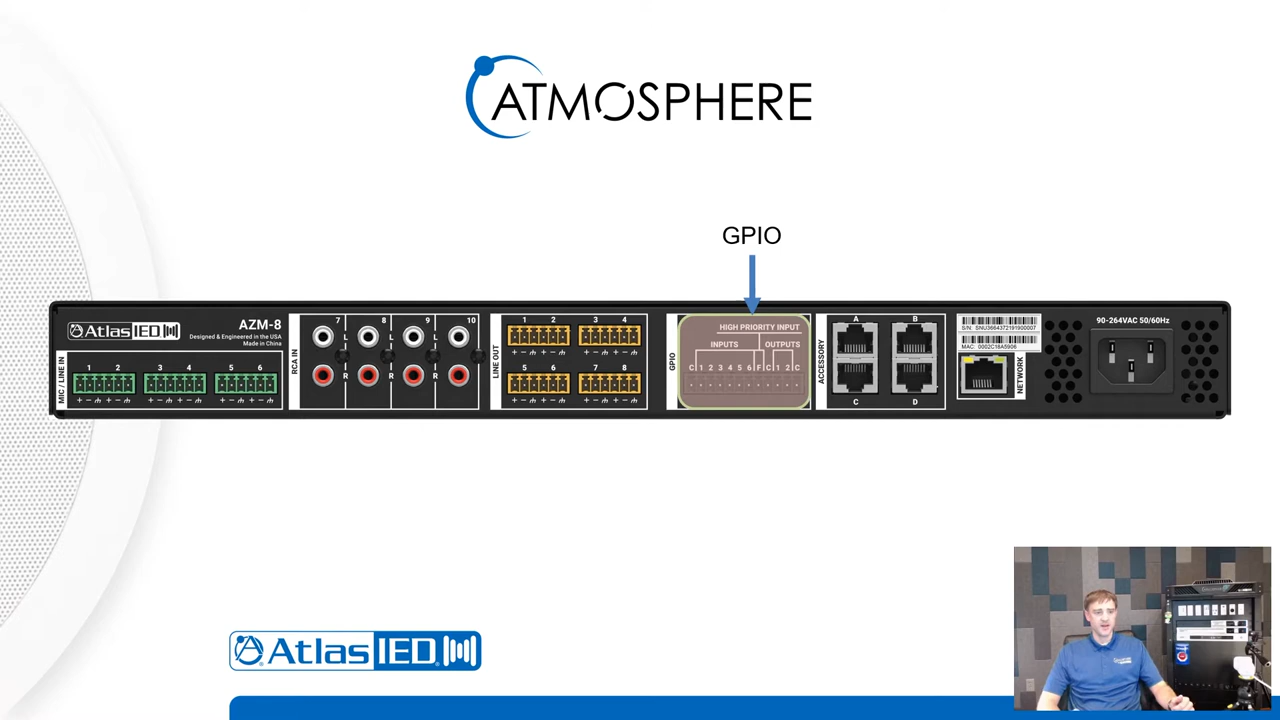 ATMOSPHERE
GPIO
AtlasIED
AZM-8
Designed & Engineered in the USA
Made in China
MIC / LINE IN
1 2 3 4 5 6
+ − + − + − + − + − + −
RCA IN
7 8 9 10
L L L L
R R R R
LINE OUT
1 2 3 4
+ − + − + − + −
5 6 7 8
+ − + − + − + −
GPIO
HIGH PRIORITY INPUT
INPUTS OUTPUTS
C 1 2 3 4 5 6 F C 1 2 C
ACCESSORY
A B
C D
S/N: SNU3664372191900007
MAC: 0002C18A5906
NETWORK
90-264VAC 50/60Hz
AtlasIED